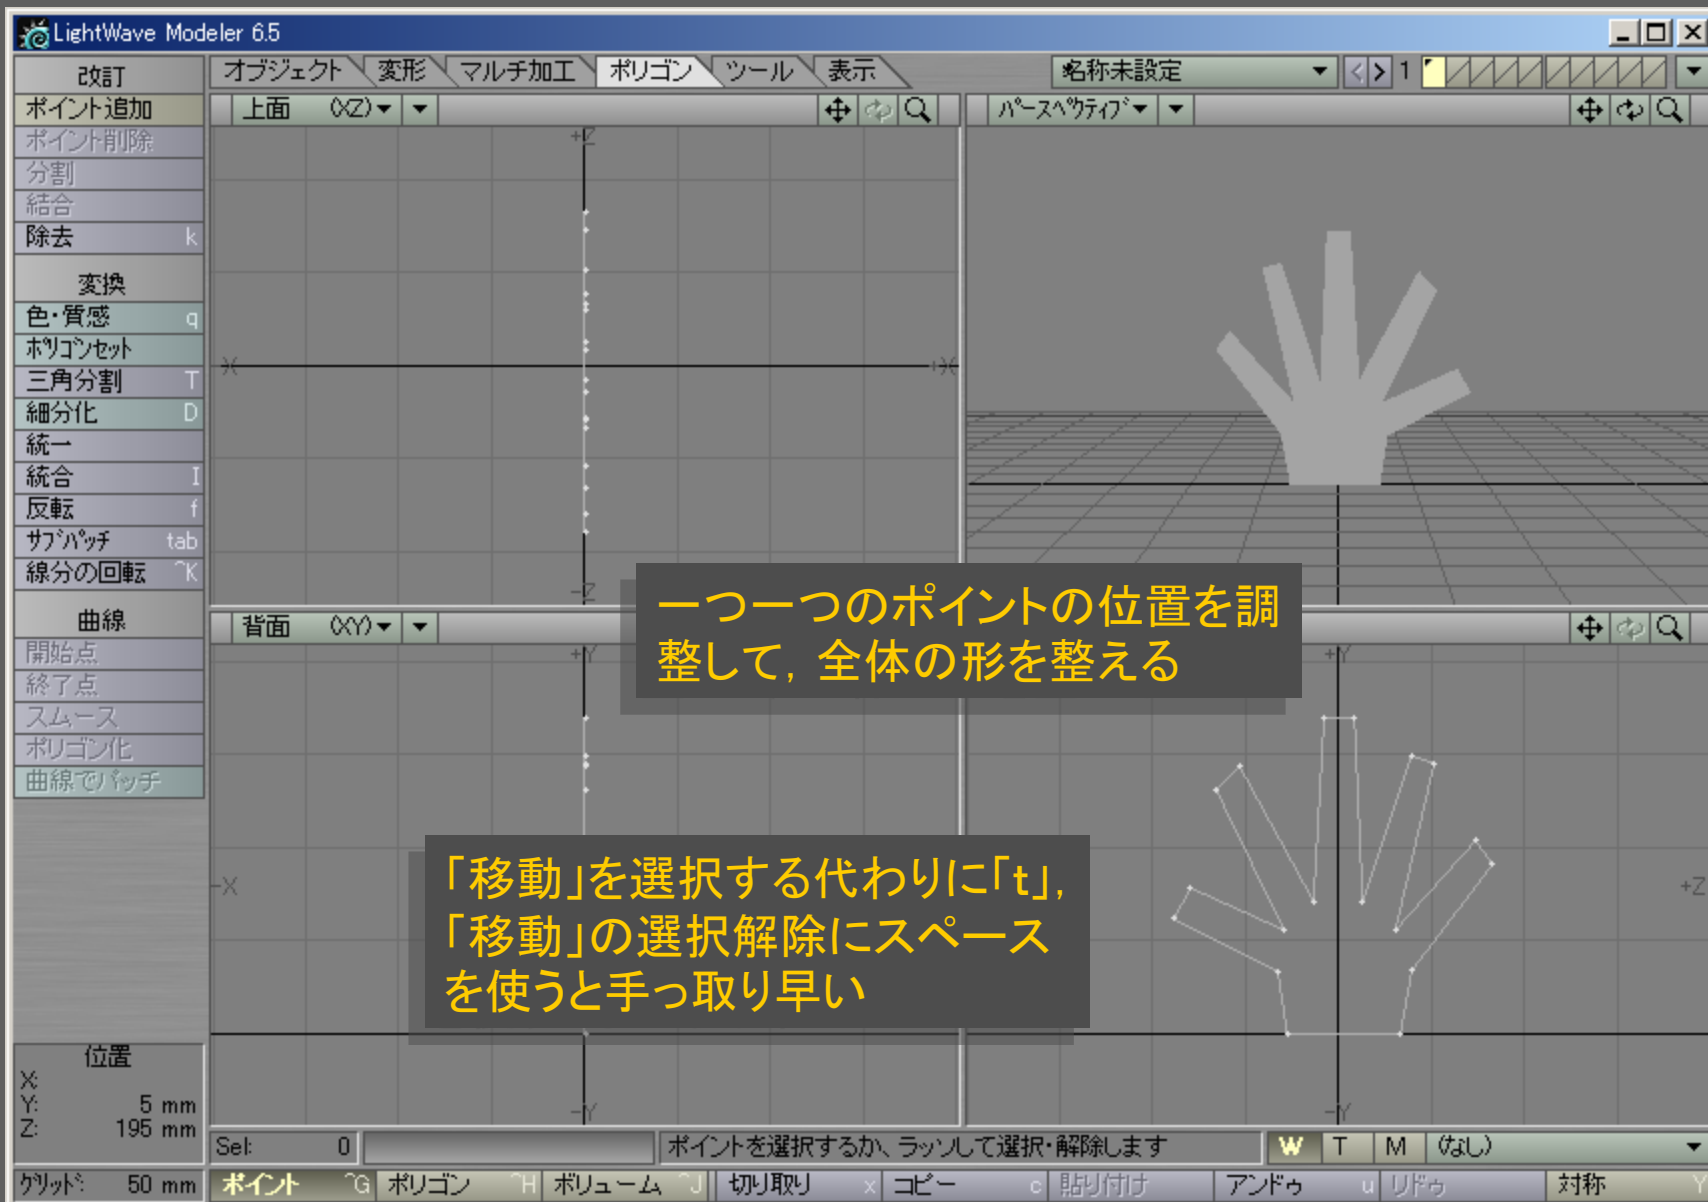 LightWave Modeler 6.5
改訂
オブジェクト 変形 マルチ加工 ポリゴン ツール 表示 名称未設定 1
ポイント追加
上面 (XZ) パースペクティブ
ポイント削除
+Z
分割
結合
除去 k
変換
色・質感 q
ポリゴンセット
-X +X
三角分割 T
細分化 D
統一
統合 I
反転 f
サブパッチ tab
線分の回転 ^K
-Z
一つ一つのポイントの位置を調
整して，全体の形を整える
曲線
背面 (XY)
開始点
+Y +Y
終了点
スムース
ポリゴン化
曲線でパッチ
「移動」を選択する代わりに「t」，
「移動」の選択解除にスペース
を使うと手っ取り早い
-X +Z
位置
X:
Y: 5 mm
Z: 195 mm
-Y -Y
Sel: 0 ポイントを選択するか、ラッソして選択・解除します W T M (なし)
グリッド: 50 mm ポイント ^G ポリゴン ^H ボリューム ^J 切り取り x コピー c 貼り付け アンドゥ u リドゥ 対称 Y